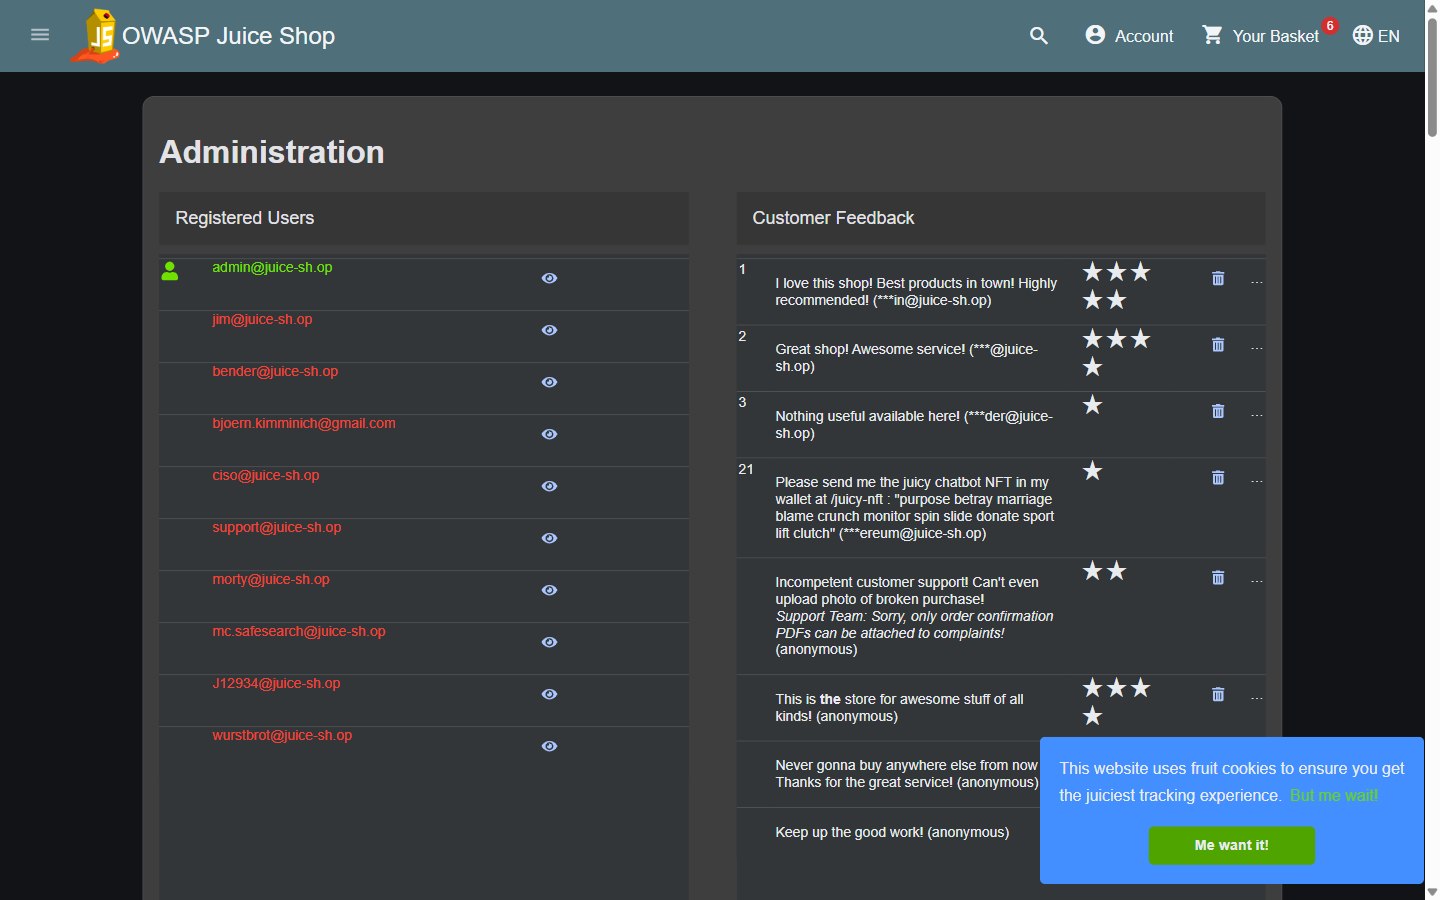 JS
OWASP Juice Shop
Account
Your Basket
6
EN
Administration
Registered Users
admin@juice-sh.op
jim@juice-sh.op
bender@juice-sh.op
bjoern.kimminich@gmail.com
ciso@juice-sh.op
support@juice-sh.op
morty@juice-sh.op
mc.safesearch@juice-sh.op
J12934@juice-sh.op
wurstbrot@juice-sh.op
Customer Feedback
1
I love this shop! Best products in town! Highly
recommended! (***in@juice-sh.op)
...
2
Great shop! Awesome service! (***@juice-
sh.op)
...
3
Nothing useful available here! (***der@juice-
sh.op)
...
21
Please send me the juicy chatbot NFT in my
wallet at /juicy-nft : "purpose betray marriage
blame crunch monitor spin slide donate sport
lift clutch" (***ereum@juice-sh.op)
...
Incompetent customer support! Can't even
upload photo of broken purchase!
Support Team: Sorry, only order confirmation
PDFs can be attached to complaints!
(anonymous)
...
This is the store for awesome stuff of all
kinds! (anonymous)
...
Never gonna buy anywhere else from now
Thanks for the great service! (anonymous)
Keep up the good work! (anonymous)
This website uses fruit cookies to ensure you get
the juiciest tracking experience. But me wait!
Me want it!